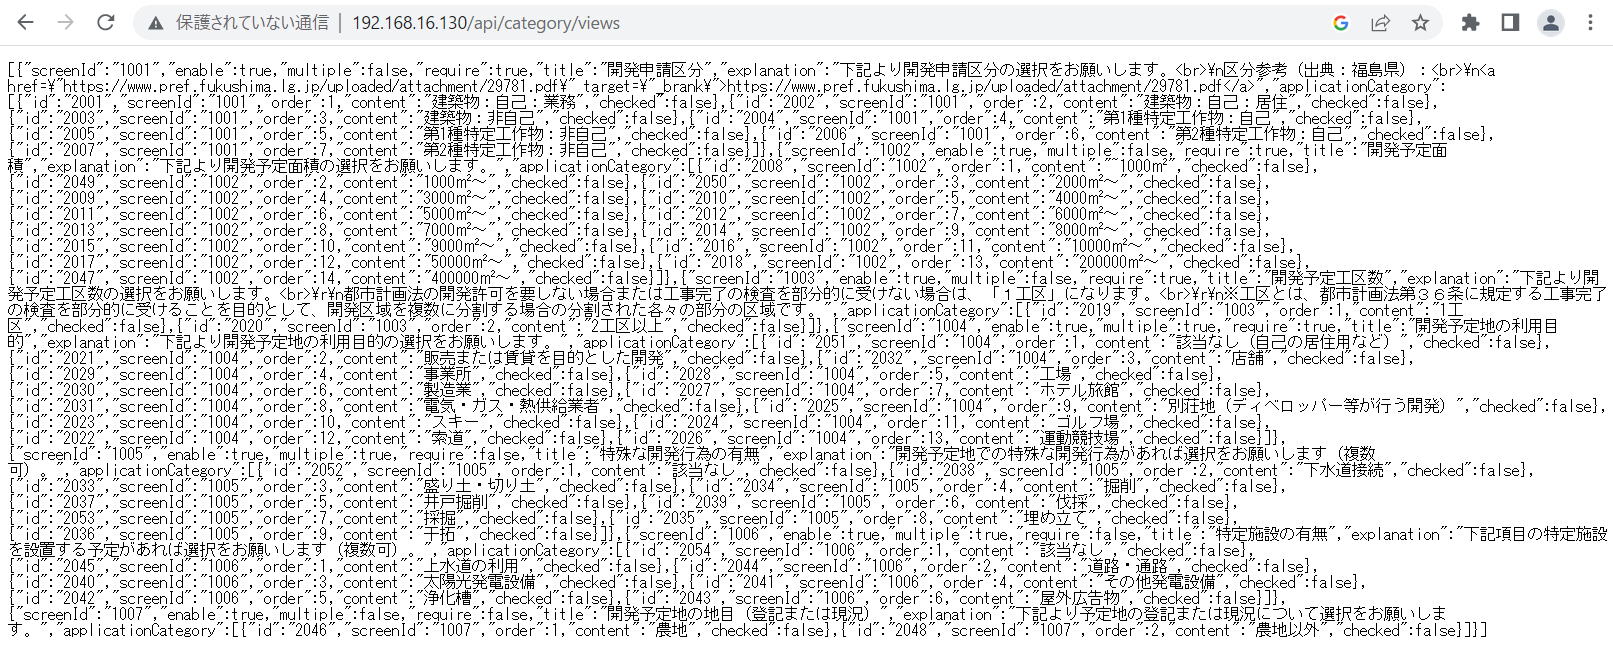 保護されていない通信 | 192.168.16.130/api/category/views
[{"screenId":"1001","enable":true,"multiple":false,"require":true,"title":"開発申請区分","explanation":"下記より開発申請区分の選択をお願いします。<br>¥n区分参考（出典：福島県）:<br>¥n<a
href=¥"https://www.pref.fukushima.lg.jp/uploaded/attachment/29781.pdf¥" target=¥"_brank¥">https://www.pref.fukushima.lg.jp/uploaded/attachment/29781.pdf</a>","applicationCategory":
[{"id":"2001","screenId":"1001","order":1,"content":"建築物：自己：業務","checked":false},{"id":"2002","screenId":"1001","order":2,"content":"建築物：自己：居住","checked":false},
{"id":"2003","screenId":"1001","order":3,"content":"建築物：非自己","checked":false},{"id":"2004","screenId":"1001","order":4,"content":"第1種特定工作物：自己","checked":false},
{"id":"2005","screenId":"1001","order":5,"content":"第1種特定工作物：非自己","checked":false},{"id":"2006","screenId":"1001","order":6,"content":"第2種特定工作物：自己","checked":false},
{"id":"2007","screenId":"1001","order":7,"content":"第2種特定工作物：非自己","checked":false}]},{"screenId":"1002","enable":true,"multiple":false,"require":true,"title":"開発予定面
積","explanation":"下記より開発予定面積の選択をお願いします。","applicationCategory":[{"id":"2008","screenId":"1002","order":1,"content":"~1000m²","checked":false},
{"id":"2049","screenId":"1002","order":2,"content":"1000m²～","checked":false},{"id":"2050","screenId":"1002","order":3,"content":"2000m²～","checked":false},
{"id":"2009","screenId":"1002","order":4,"content":"3000m²～","checked":false},{"id":"2010","screenId":"1002","order":5,"content":"4000m²～","checked":false},
{"id":"2011","screenId":"1002","order":6,"content":"5000m²～","checked":false},{"id":"2012","screenId":"1002","order":7,"content":"6000m²～","checked":false},
{"id":"2013","screenId":"1002","order":8,"content":"7000m²～","checked":false},{"id":"2014","screenId":"1002","order":9,"content":"8000m²～","checked":false},
{"id":"2015","screenId":"1002","order":10,"content":"9000m²～","checked":false},{"id":"2016","screenId":"1002","order":11,"content":"10000m²～","checked":false},
{"id":"2017","screenId":"1002","order":12,"content":"50000m²～","checked":false},{"id":"2018","screenId":"1002","order":13,"content":"200000m²～","checked":false},
{"id":"2047","screenId":"1002","order":14,"content":"400000m²～","checked":false}]},{"screenId":"1003","enable":true,"multiple":false,"require":true,"title":"開発予定工区数","explanation":"下記より開
発予定工区数の選択をお願いします。<br>¥r¥n都市計画法の開発許可を要しない場合または工事完了の検査を部分的に受けない場合は、「１工区」になります。<br>¥r¥n※工区とは、都市計画法第３６条に規定する工事完了
の検査を部分的に受けることを目的として、開発区域を複数に分割する場合の分割された各々の部分の区域です。","applicationCategory":[{"id":"2019","screenId":"1003","order":1,"content":"1工
区","checked":false},{"id":"2020","screenId":"1003","order":2,"content":"2工区以上","checked":false}]},{"screenId":"1004","enable":true,"multiple":true,"require":true,"title":"開発予定地の利用目
的","explanation":"下記より開発予定地の利用目的の選択をお願いします。","applicationCategory":[{"id":"2051","screenId":"1004","order":1,"content":"該当なし（自己の居住用など）","checked":false},
{"id":"2021","screenId":"1004","order":2,"content":"販売または賃貸を目的とした開発","checked":false},{"id":"2032","screenId":"1004","order":3,"content":"店舗","checked":false},
{"id":"2029","screenId":"1004","order":4,"content":"事業所","checked":false},{"id":"2028","screenId":"1004","order":5,"content":"工場","checked":false},
{"id":"2030","screenId":"1004","order":6,"content":"製造業","checked":false},{"id":"2027","screenId":"1004","order":7,"content":"ホテル旅館","checked":false},
{"id":"2031","screenId":"1004","order":8,"content":"電気・ガス・熱供給業者","checked":false},{"id":"2025","screenId":"1004","order":9,"content":"別荘地（ディベロッパー等が行う開発）","checked":false},
{"id":"2023","screenId":"1004","order":10,"content":"スキー","checked":false},{"id":"2024","screenId":"1004","order":11,"content":"ゴルフ場","checked":false},
{"id":"2022","screenId":"1004","order":12,"content":"索道","checked":false},{"id":"2026","screenId":"1004","order":13,"content":"運動競技場","checked":false}]},
{"screenId":"1005","enable":true,"multiple":true,"require":false,"title":"特殊な開発行為の有無","explanation":"開発予定地での特殊な開発行為があれば選択をお願いします（複数
可）。","applicationCategory":[{"id":"2052","screenId":"1005","order":1,"content":"該当なし","checked":false},{"id":"2038","screenId":"1005","order":2,"content":"下水道接続","checked":false},
{"id":"2033","screenId":"1005","order":3,"content":"盛り土・切り土","checked":false},{"id":"2034","screenId":"1005","order":4,"content":"掘削","checked":false},
{"id":"2037","screenId":"1005","order":5,"content":"井戸掘削","checked":false},{"id":"2039","screenId":"1005","order":6,"content":"伐採","checked":false},
{"id":"2053","screenId":"1005","order":7,"content":"採掘","checked":false},{"id":"2035","screenId":"1005","order":8,"content":"埋め立て","checked":false},
{"id":"2036","screenId":"1005","order":9,"content":"干拓","checked":false}]},{"screenId":"1006","enable":true,"multiple":true,"require":false,"title":"特定施設の有無","explanation":"下記項目の特定施設
を設置する予定があれば選択をお願いします（複数可）。","applicationCategory":[{"id":"2054","screenId":"1006","order":1,"content":"該当なし","checked":false},
{"id":"2045","screenId":"1006","order":1,"content":"上水道の利用","checked":false},{"id":"2044","screenId":"1006","order":2,"content":"道路・通路","checked":false},
{"id":"2040","screenId":"1006","order":3,"content":"太陽光発電設備","checked":false},{"id":"2041","screenId":"1006","order":4,"content":"その他発電設備","checked":false},
{"id":"2042","screenId":"1006","order":5,"content":"浄化槽","checked":false},{"id":"2043","screenId":"1006","order":6,"content":"屋外広告物","checked":false}]},
{"screenId":"1007","enable":true,"multiple":false,"require":false,"title":"開発予定地の地目（登記または現況）","explanation":"下記より予定地の登記または現況について選択をお願いしま
す。","applicationCategory":[{"id":"2046","screenId":"1007","order":1,"content":"農地","checked":false},{"id":"2048","screenId":"1007","order":2,"content":"農地以外","checked":false}]}]